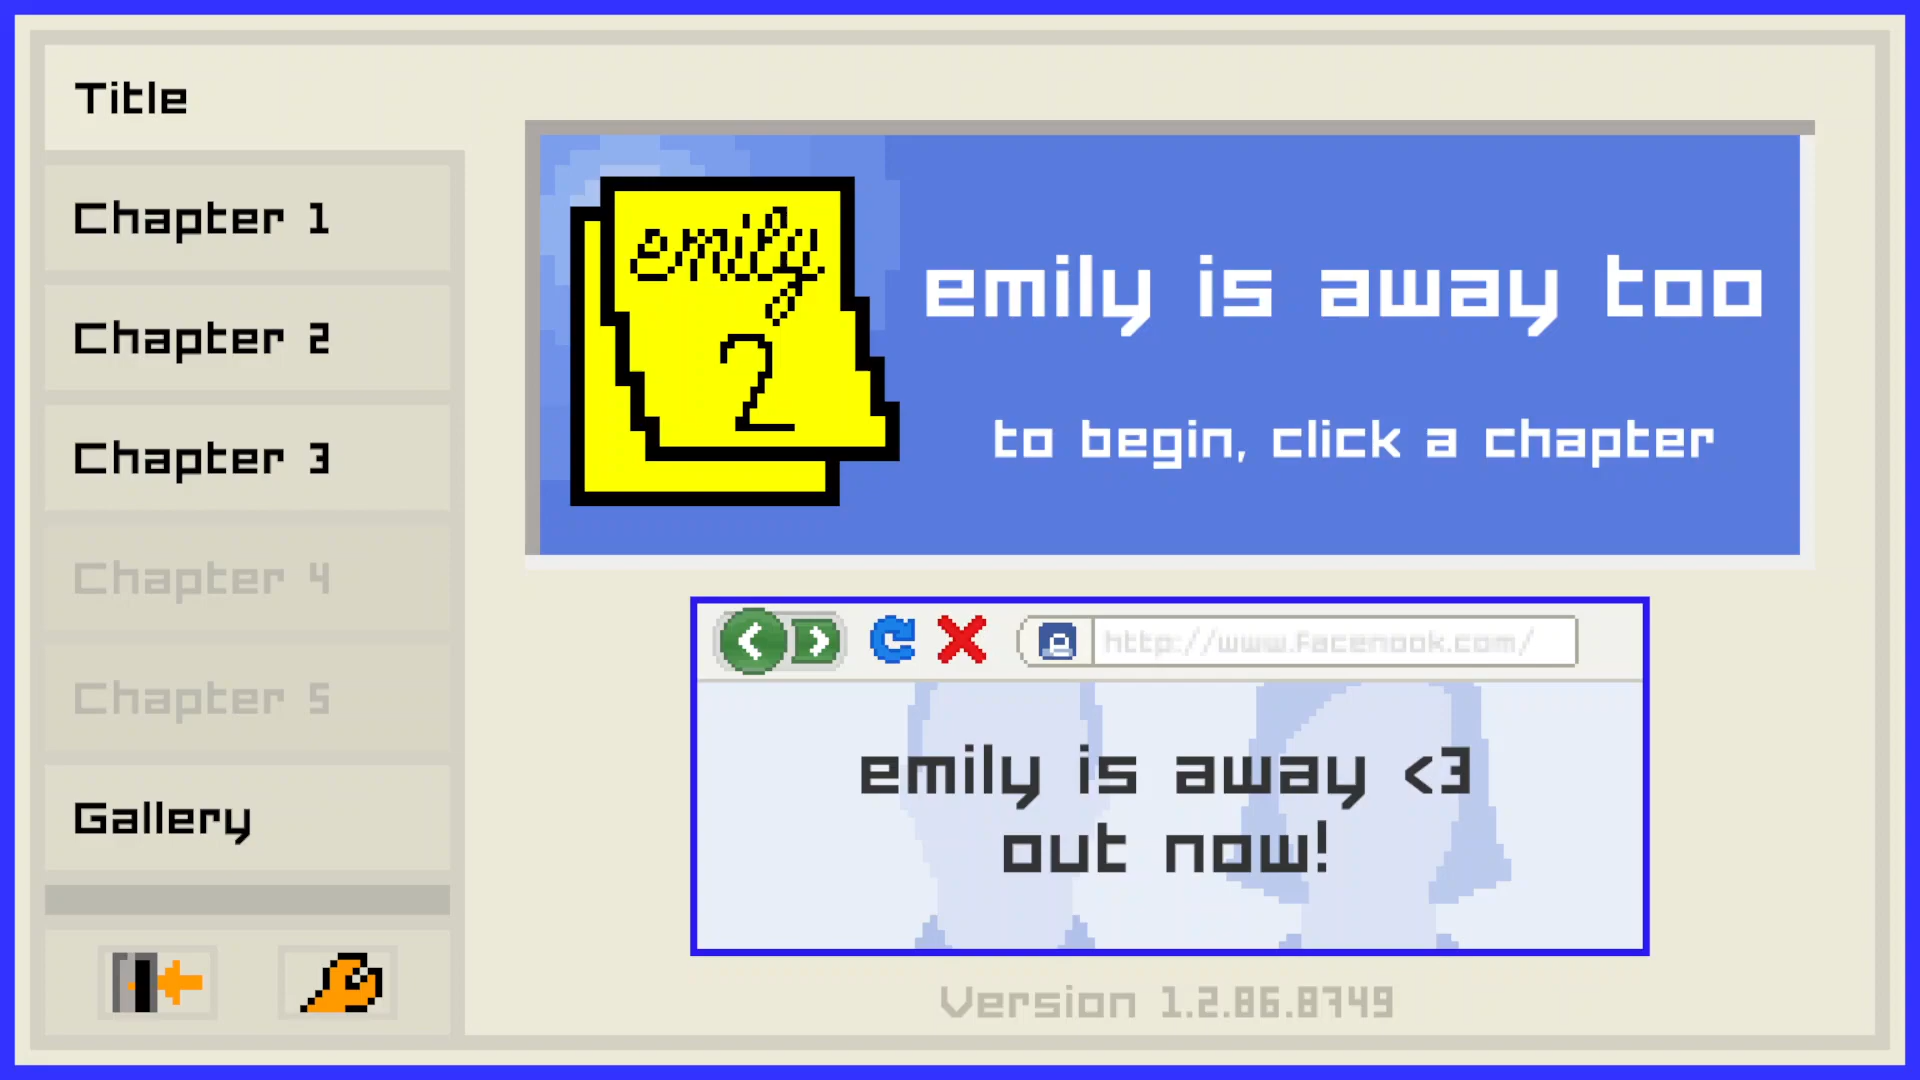 Title
Chapter 1
Chapter 2
Chapter 3
Chapter 4
Chapter 5
Gallery
emily
2
emily is away too
to begin, click a chapter
http://www.facenook.com/
emily is away <3
out now!
Version 1.2.86.8749